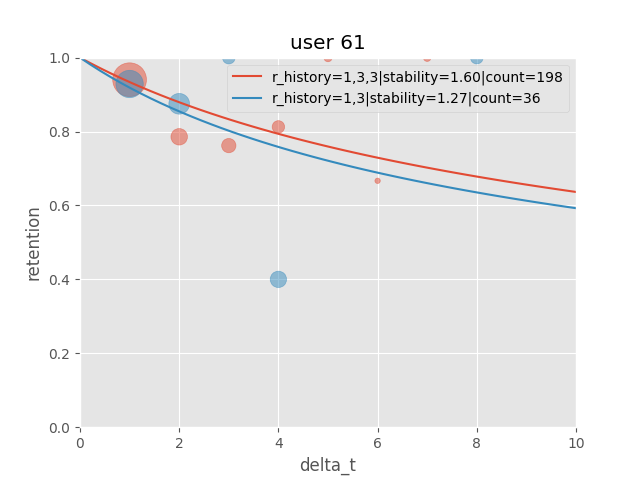 user 61
r_history=1,3,3|stability=1.60|count=198
r_history=1,3|stability=1.27|count=36
retention
1.0
0.8
0.6
0.4
0.2
0.0
0 2 4 6 8 10
delta_t